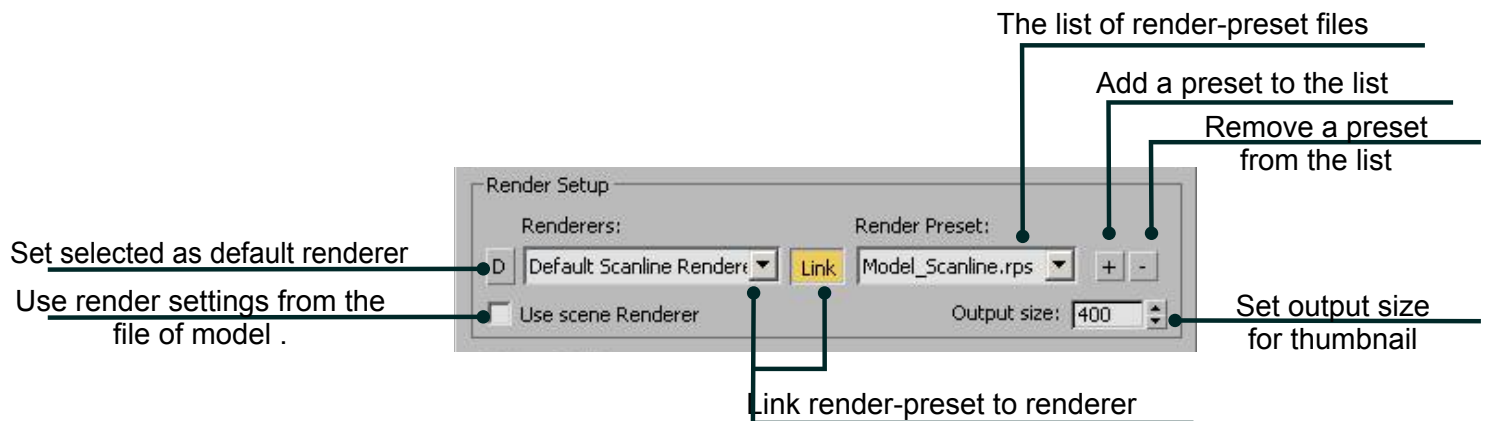 The list of render-preset files
Add a preset to the list
Remove a preset
from the list
Render Setup
Renderers:
Render Preset:
Set selected as default renderer
D
Default Scanline Rendere
Link
Model_Scanline.rps
+
-
Use render settings from the
file of model .
Use scene Renderer
Output size:
400
Set output size
for thumbnail
Link render-preset to renderer